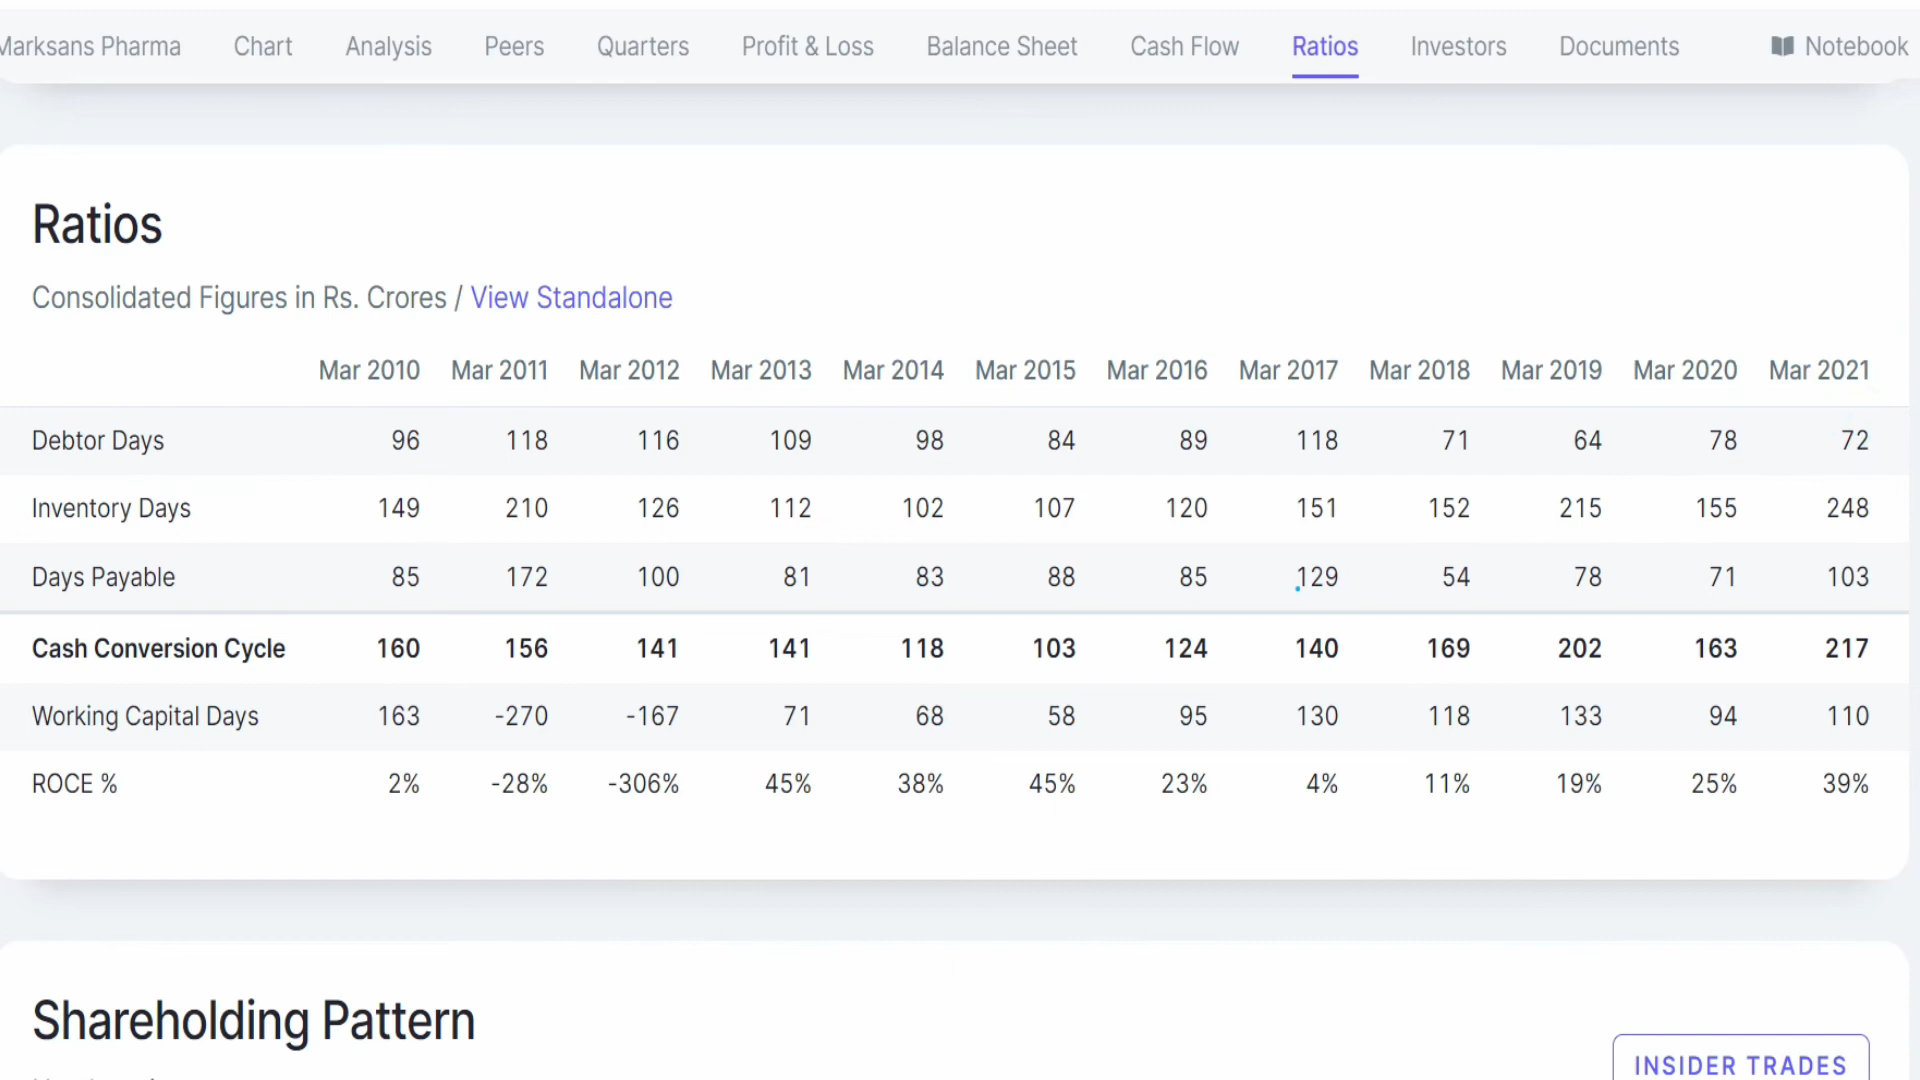 Marksans Pharma Chart Analysis Peers Quarters Profit & Loss Balance Sheet Cash Flow Ratios Investors Documents Notebook
Ratios
Consolidated Figures in Rs. Crores / View Standalone
Mar 2010 Mar 2011 Mar 2012 Mar 2013 Mar 2014 Mar 2015 Mar 2016 Mar 2017 Mar 2018 Mar 2019 Mar 2020 Mar 2021
Debtor Days 96 118 116 109 98 84 89 118 71 64 78 72
Inventory Days 149 210 126 112 102 107 120 151 152 215 155 248
Days Payable 85 172 100 81 83 88 85 129 54 78 71 103
Cash Conversion Cycle 160 156 141 141 118 103 124 140 169 202 163 217
Working Capital Days 163 -270 -167 71 68 58 95 130 118 133 94 110
ROCE % 2% -28% -306% 45% 38% 45% 23% 4% 11% 19% 25% 39%
Shareholding Pattern
INSIDER TRADES